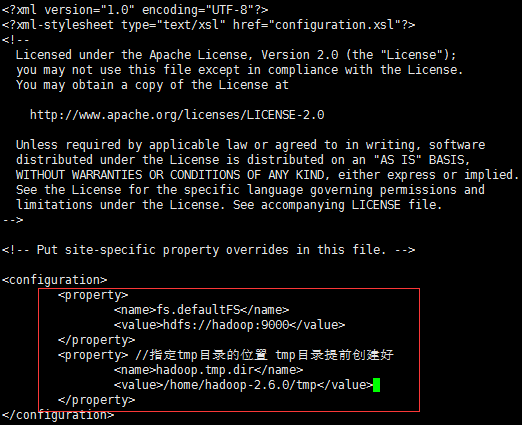 <?xml version="1.0" encoding="UTF-8"?>
<?xml-stylesheet type="text/xsl" href="configuration.xsl"?>
<!--
  Licensed under the Apache License, Version 2.0 (the "License");
  you may not use this file except in compliance with the License.
  You may obtain a copy of the License at

    http://www.apache.org/licenses/LICENSE-2.0

  Unless required by applicable law or agreed to in writing, software
  distributed under the License is distributed on an "AS IS" BASIS,
  WITHOUT WARRANTIES OR CONDITIONS OF ANY KIND, either express or implied.
  See the License for the specific language governing permissions and
  limitations under the License. See accompanying LICENSE file.
-->

<!-- Put site-specific property overrides in this file. -->

<configuration>
        <property>
                <name>fs.defaultFS</name>
                <value>hdfs://hadoop:9000</value>
        </property>
        <property> //指定tmp目录的位置 tmp目录提前创建好
                <name>hadoop.tmp.dir</name>
                <value>/home/hadoop-2.6.0/tmp</value>
        </property>
</configuration>